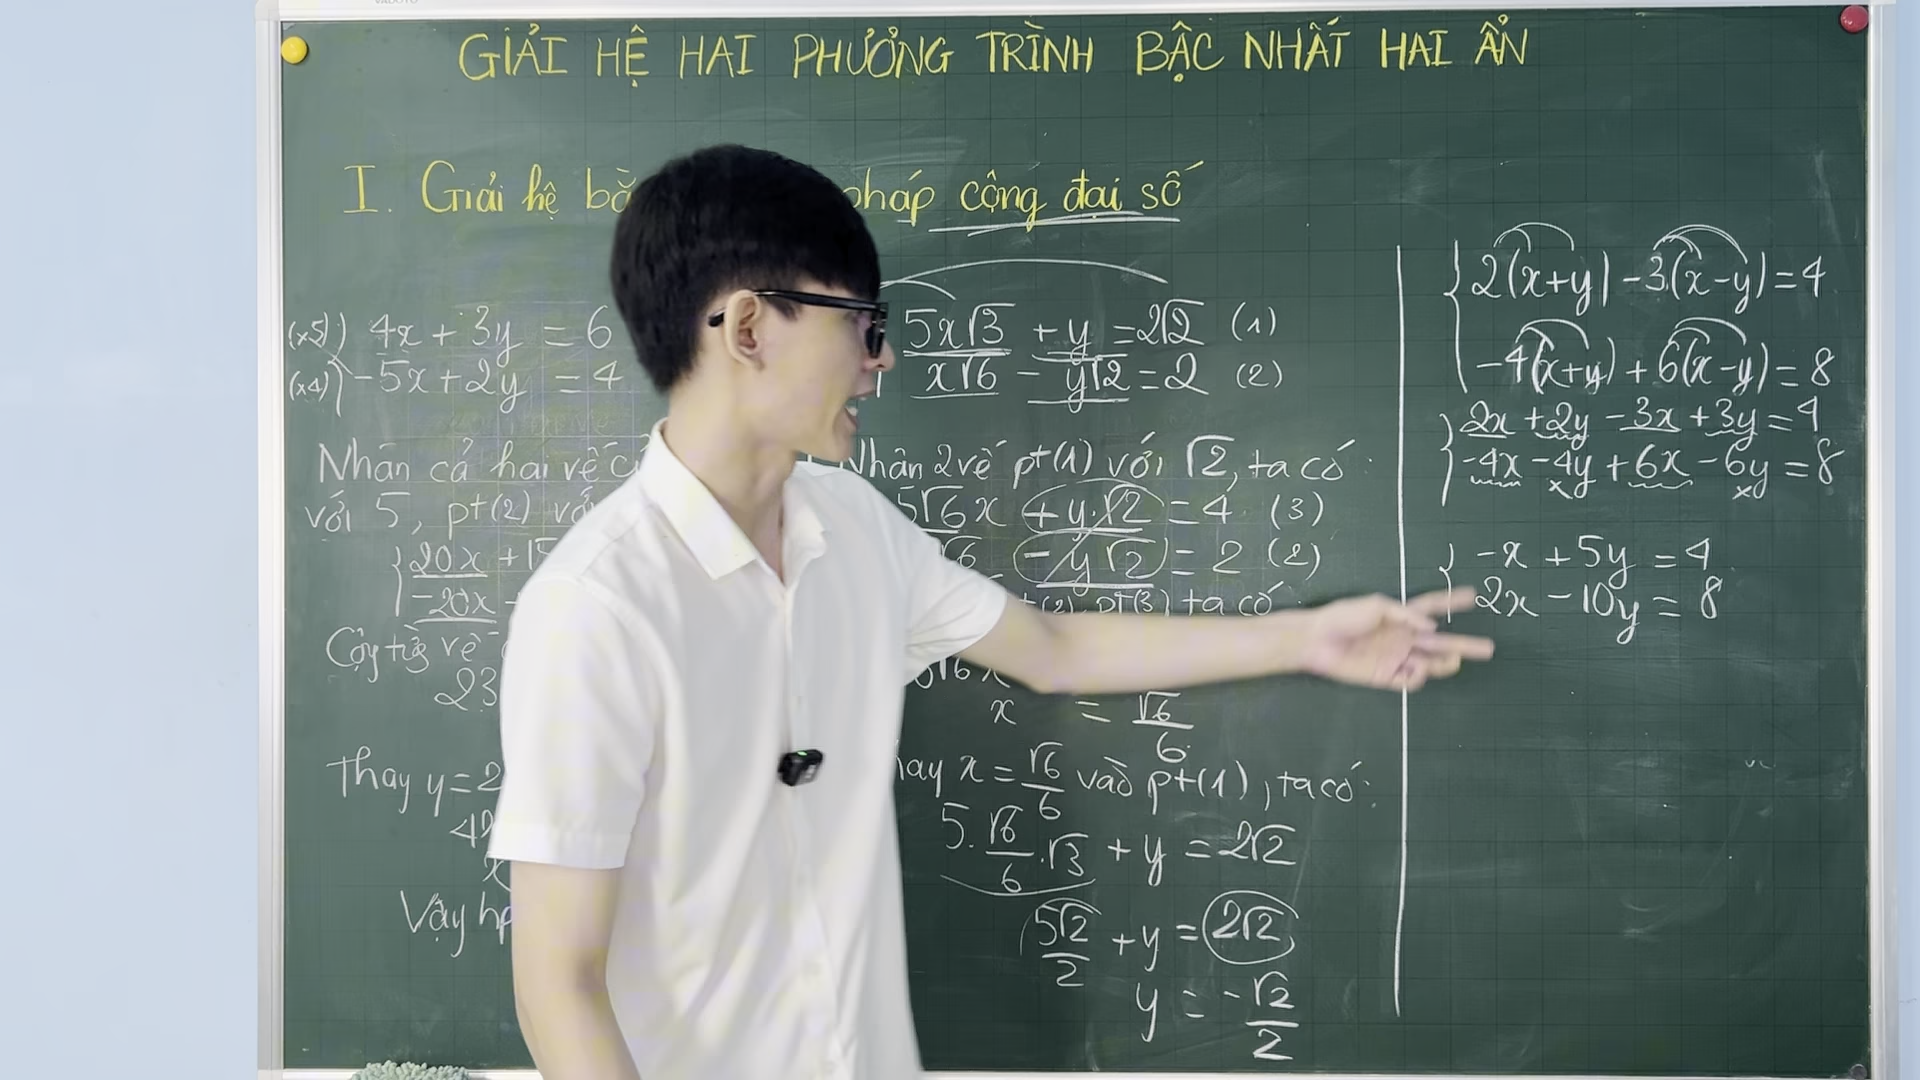 GIẢI HỆ HAI PHƯƠNG TRÌNH BẬC NHẤT HAI ẨN
I. Giải hệ pháp cộng đại số
(x5) 4x + 3y = 6
(x4) -5x + 2y = 4
Nhân cả hai vế
với 5, pt(2)
20x
-20x
Cộng từng vế
23
Thay y = 2
Vậy
5x√3 + y = 2√2 (1)
x√6 - y√2 = 2 (2)
Nhân 2 vế pt(1) với √2, ta có:
5√6x + y.√2 = 4 (3)
- y√2 = 2 (2)
pt(3) ta có
x = √6/6
x = √6/6 vào pt(1), ta có:
5.√6/6.√3 + y = 2√2
5√2/2 + y = 2√2
y = -√2/2
2(x+y) - 3(x-y) = 4
-4(x+y) + 6(x-y) = 8
2x + 2y - 3x + 3y = 4
-4x - 4y + 6x - 6y = 8
-x + 5y = 4
2x - 10y = 8